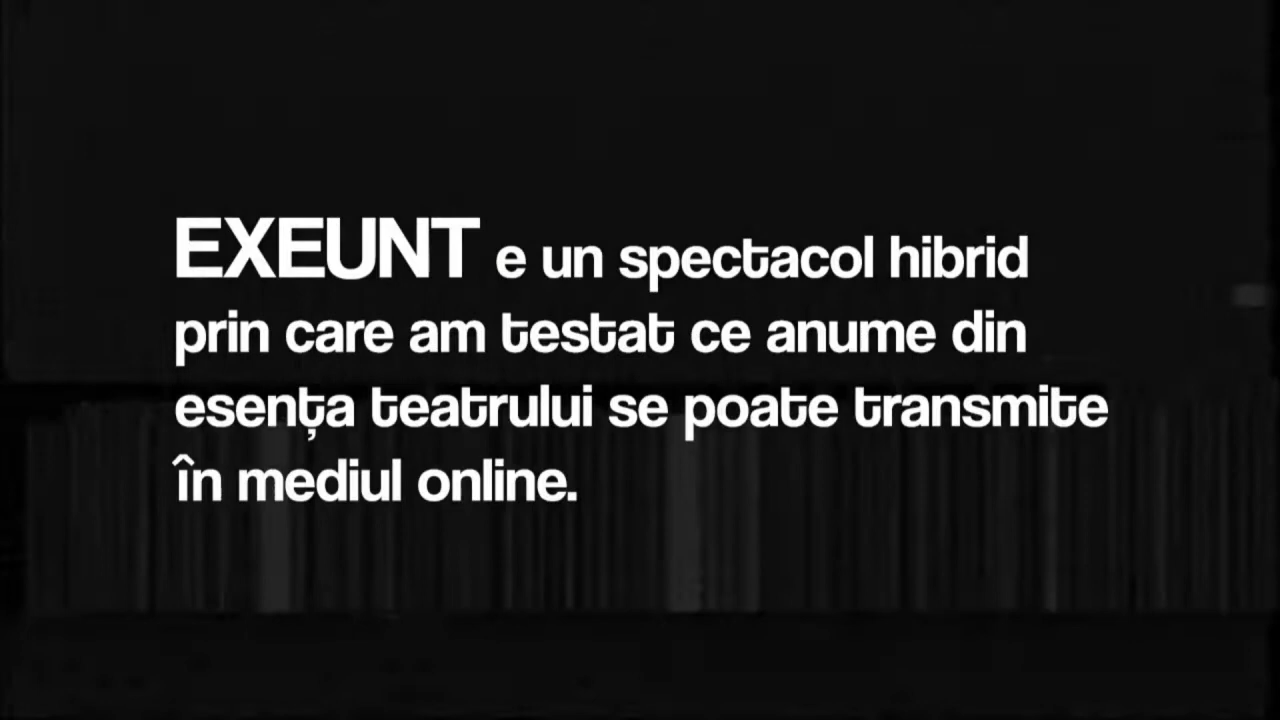 EXEUNT e un spectacol hibrid
prin care am testat ce anume din
esența teatrului se poate transmite
în mediul online.